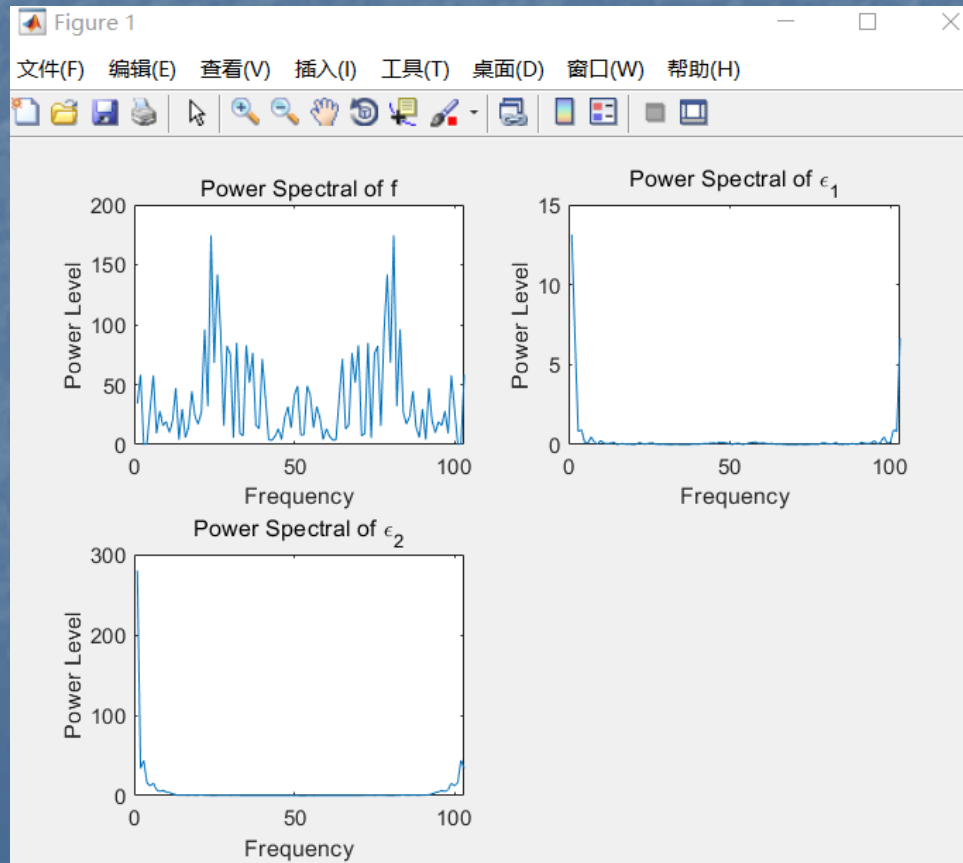 Figure 1
文件(F) 编辑(E) 查看(V) 插入(I) 工具(T) 桌面(D) 窗口(W) 帮助(H)
Power Spectral of f
200
150
100
50
0
0 50 100
Power Level
Frequency
Power Spectral of ϵ₁
15
10
5
0
0 50 100
Power Level
Frequency
Power Spectral of ϵ₂
300
200
100
0
0 50 100
Power Level
Frequency